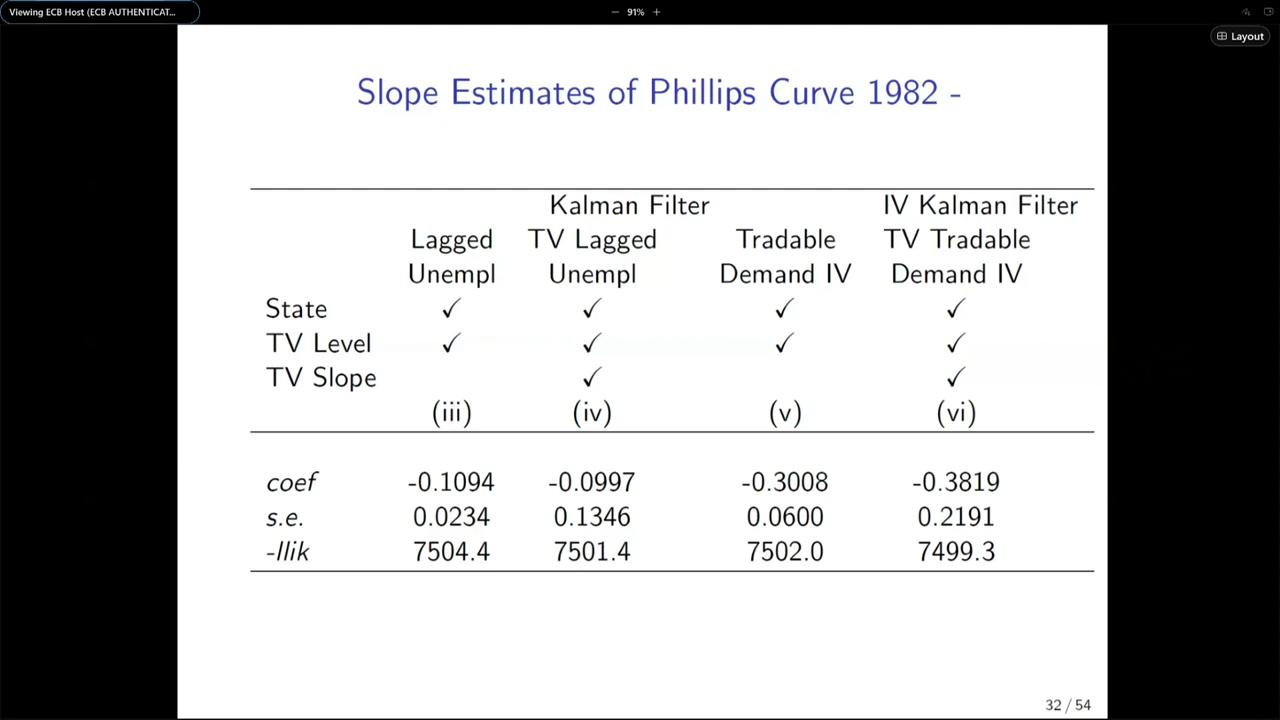 Viewing ECB Host (ECB AUTHENTICAT...
− 91% +
Layout
Slope Estimates of Phillips Curve 1982 -
Kalman Filter IV Kalman Filter
Lagged TV Lagged Tradable TV Tradable
Unempl Unempl Demand IV Demand IV
State ✓ ✓ ✓ ✓
TV Level ✓ ✓ ✓ ✓
TV Slope ✓ ✓
(iii) (iv) (v) (vi)
coef -0.1094 -0.0997 -0.3008 -0.3819
s.e. 0.0234 0.1346 0.0600 0.2191
-llik 7504.4 7501.4 7502.0 7499.3
32 / 54